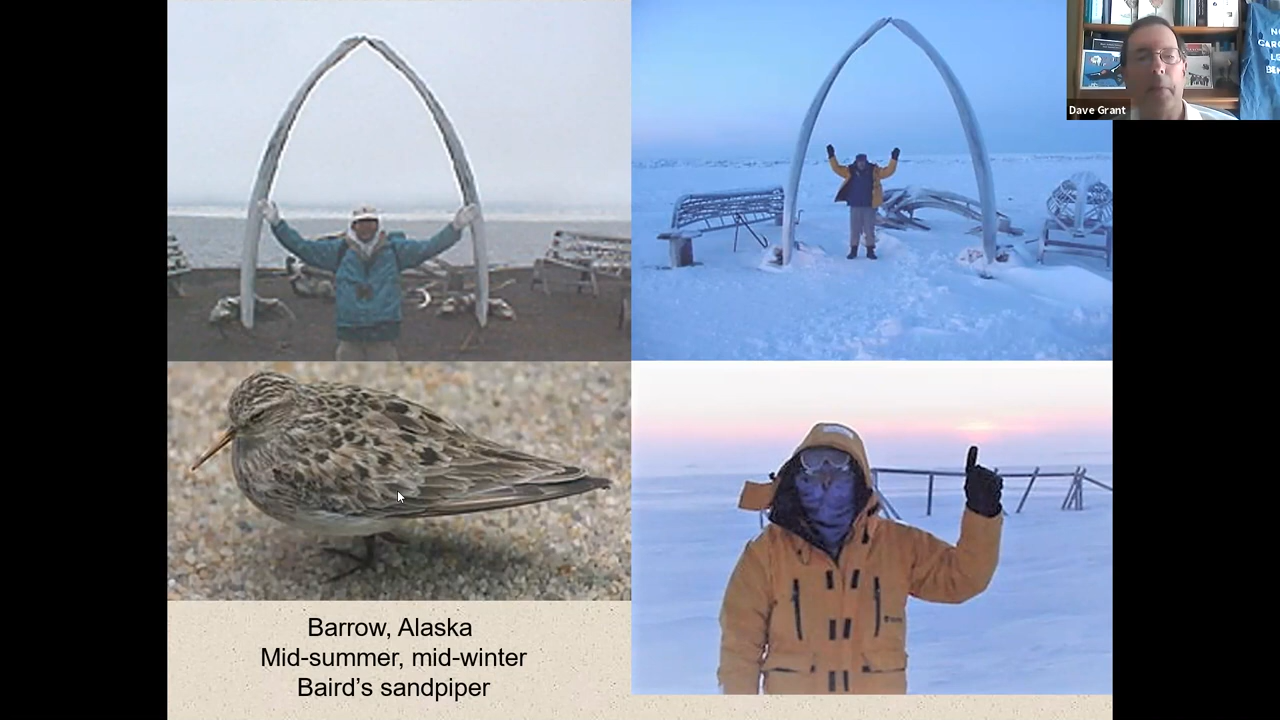 Dave Grant
Barrow, Alaska
Mid-summer, mid-winter
Baird's sandpiper